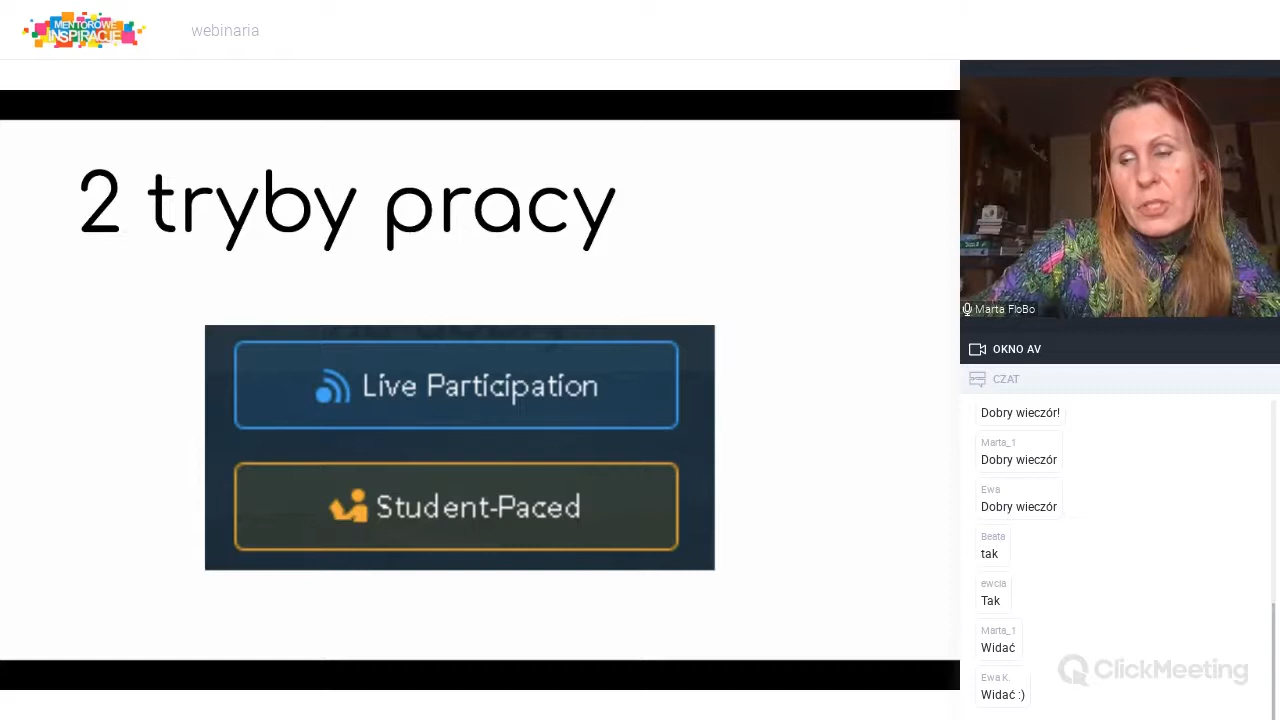 MENTOROWE
INSPIRACJE
webinaria
2 tryby pracy
Live Participation
Student-Paced
Marta FloBo
OKNO AV
CZAT
Dobry wieczór!
Marta_1
Dobry wieczór
Ewa
Dobry wieczór
Beata
tak
ewcia
Tak
Marta_1
Widać
Ewa K.
Widać :)
ClickMeeting